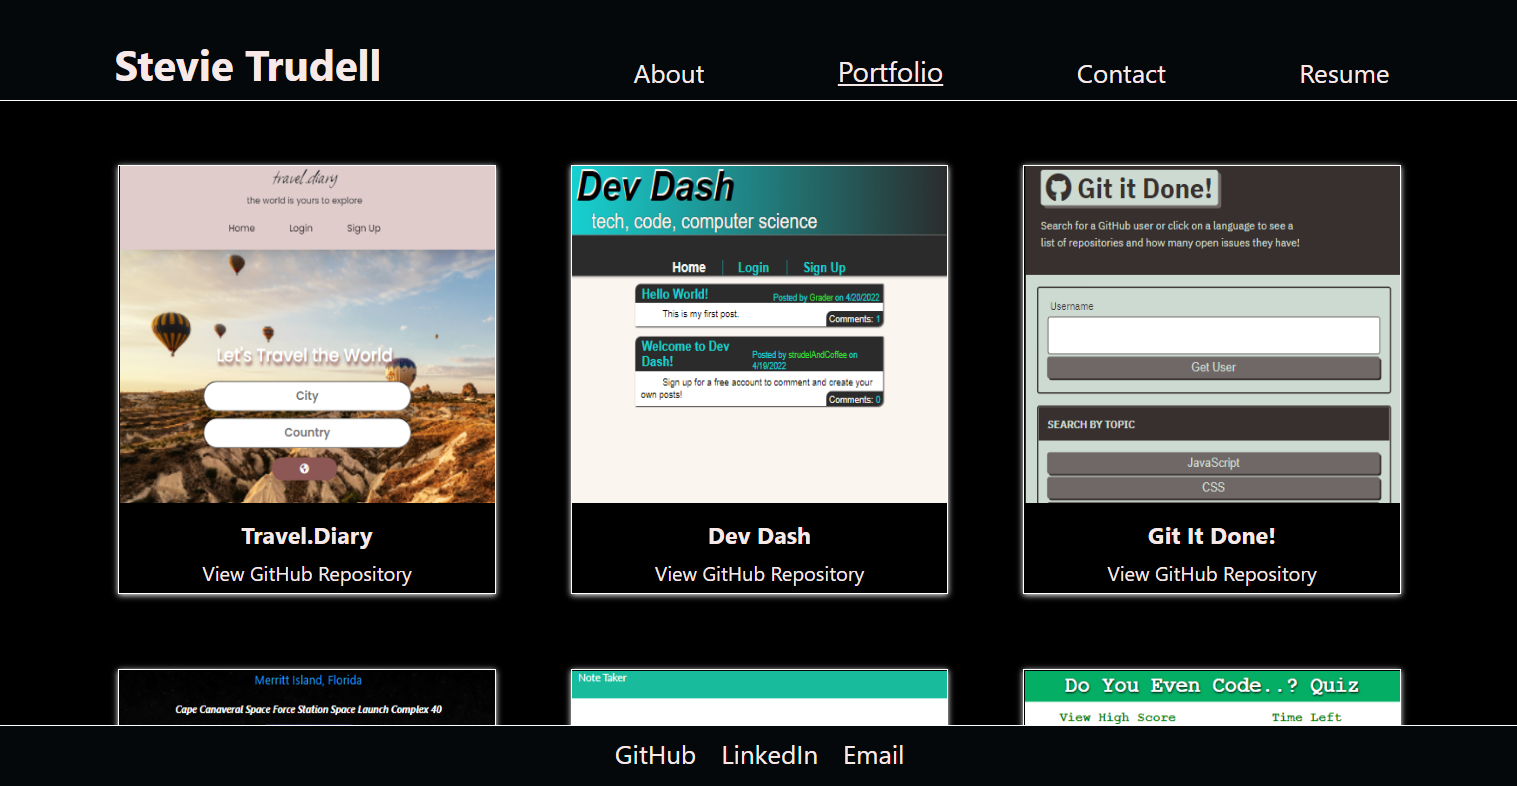 Stevie Trudell
About
Portfolio
Contact
Resume
travel.diary
the world is yours to explore
Home
Login
Sign Up
Let's Travel the World
City
Country
Travel.Diary
View GitHub Repository
Dev Dash
tech, code, computer science
Home
Login
Sign Up
Hello World!
Posted by Grader on 4/20/2022
This is my first post.
Comments: 1
Welcome to Dev
Dash!
Posted by strudelAndCoffee on
4/19/2022
Sign up for a free account to comment and create your
own posts!
Comments: 0
Dev Dash
View GitHub Repository
Git it Done!
Search for a GitHub user or click on a language to see a
list of repositories and how many open issues they have!
Username
Get User
SEARCH BY TOPIC
JavaScript
CSS
Git It Done!
View GitHub Repository
Merritt Island, Florida
Cape Canaveral Space Force Station Space Launch Complex 40
Note Taker
Do You Even Code..? Quiz
View High Score
Time Left
GitHub
LinkedIn
Email